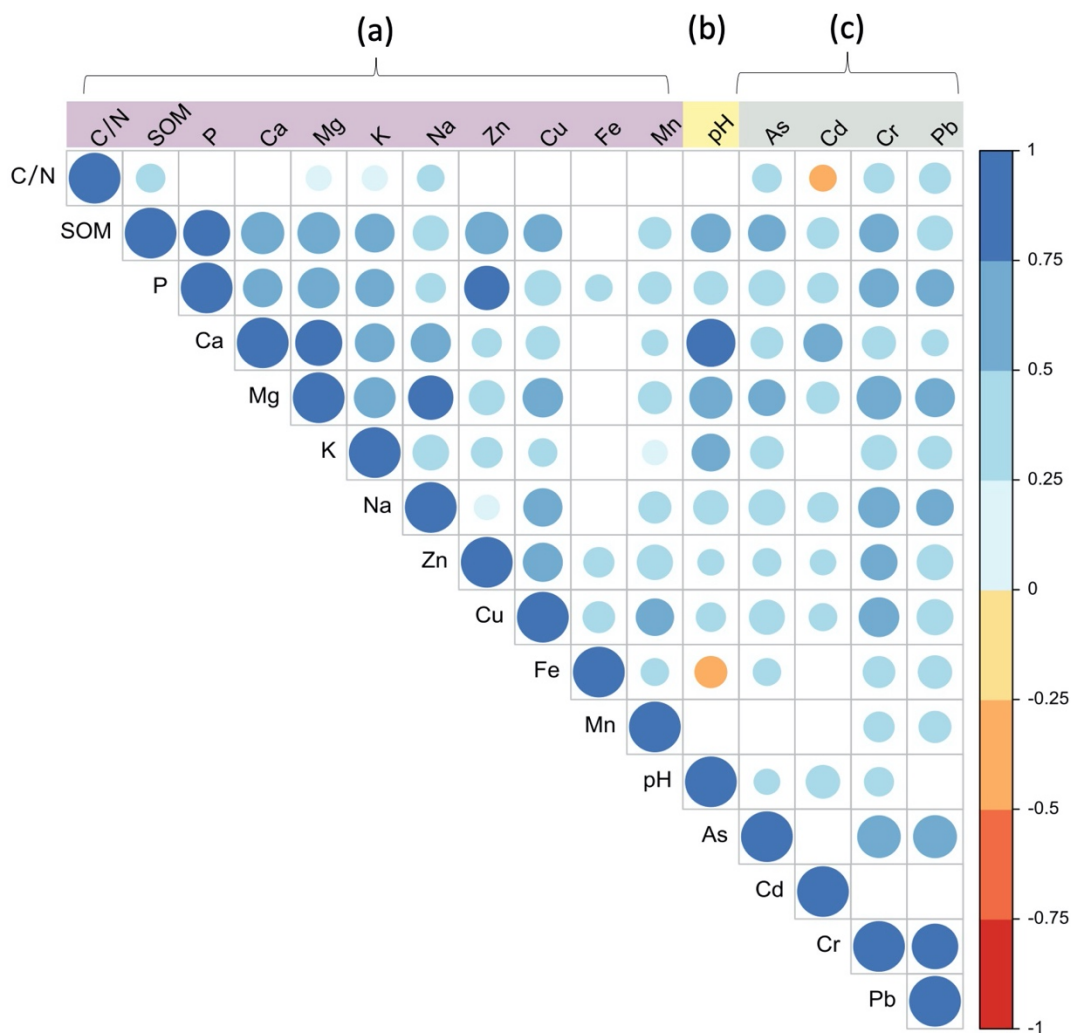 (a) (b) (c)
C/N SOM P Ca Mg K Na Zn Cu Fe Mn pH As Cd Cr Pb
C/N
SOM
P
Ca
Mg
K
Na
Zn
Cu
Fe
Mn
pH
As
Cd
Cr
Pb
1
0.75
0.5
0.25
0
-0.25
-0.5
-0.75
-1